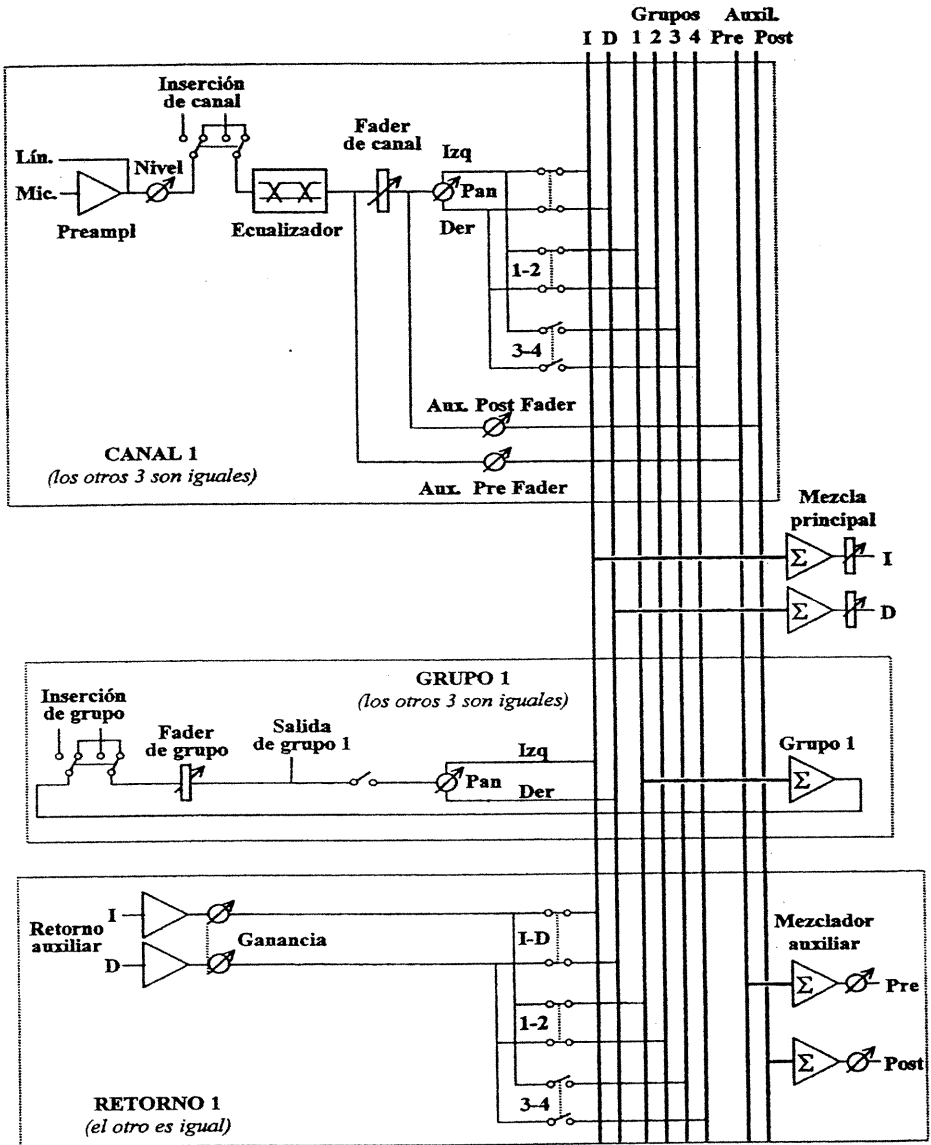 Grupos Auxil.
I D 1 2 3 4 Pre Post
Inserción
de canal
Fader
de canal
Lín.
Nivel
Izq
Mic.
Pan
Preampl
Ecualizador
Der
1-2
3-4
Aux. Post Fader
CANAL 1
(los otros 3 son iguales)
Aux. Pre Fader
Mezcla
principal
Σ
I
Σ
D
GRUPO 1
(los otros 3 son iguales)
Inserción
de grupo
Fader
de grupo
Salida
de grupo 1
Izq
Pan
Der
Grupo 1
Σ
Retorno
auxiliar
I
D
Ganancia
I-D
1-2
3-4
Mezclador
auxiliar
Σ
Pre
Σ
Post
RETORNO 1
(el otro es igual)